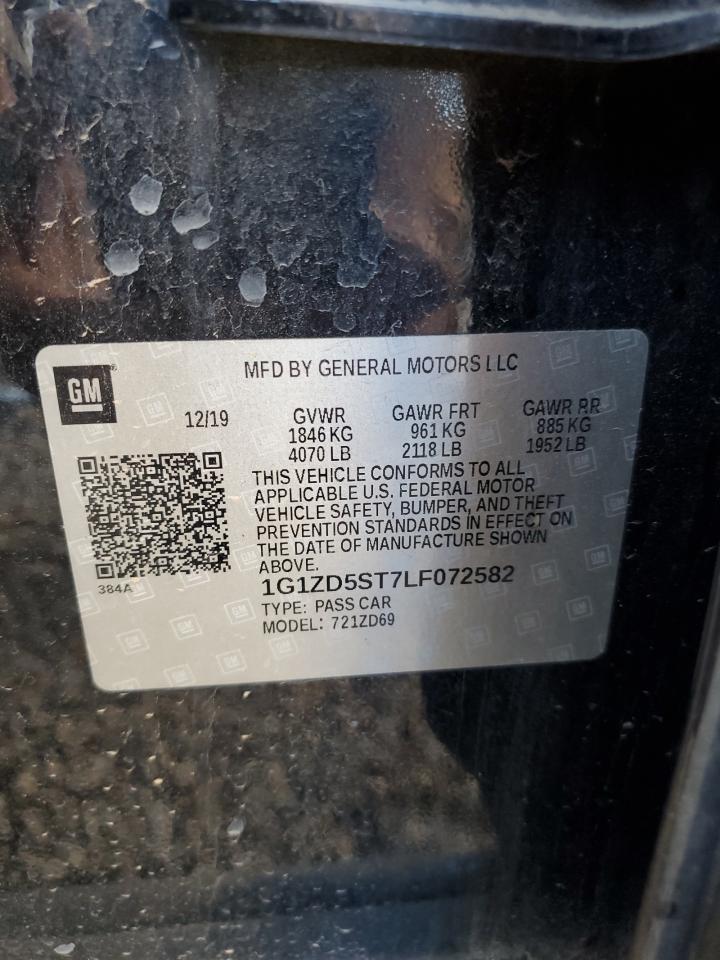 GM
MFD BY GENERAL MOTORS LLC
12/19 GVWR GAWR FRT GAWR RR
1846 KG 961 KG 885 KG
4070 LB 2118 LB 1952 LB
THIS VEHICLE CONFORMS TO ALL
APPLICABLE U.S. FEDERAL MOTOR
VEHICLE SAFETY, BUMPER, AND THEFT
PREVENTION STANDARDS IN EFFECT ON
THE DATE OF MANUFACTURE SHOWN
ABOVE.
384A
1G1ZD5ST7LF072582
TYPE: PASS CAR
MODEL: 721ZD69